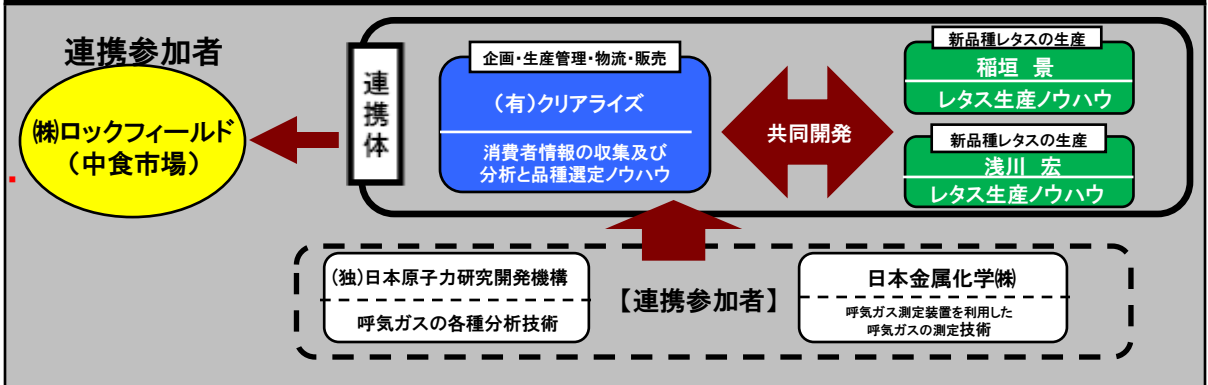 連携参加者
㈱ロックフィールド
(中食市場)
連携体
企画・生産管理・物流・販売
(有)クリアライズ
消費者情報の収集及び
分析と品種選定ノウハウ
共同開発
新品種レタスの生産
稲垣 景
レタス生産ノウハウ
新品種レタスの生産
浅川 宏
レタス生産ノウハウ
(独)日本原子力研究開発機構
呼気ガスの各種分析技術
【連携参加者】
日本金属化学㈱
呼気ガス測定装置を利用した
呼気ガスの測定技術